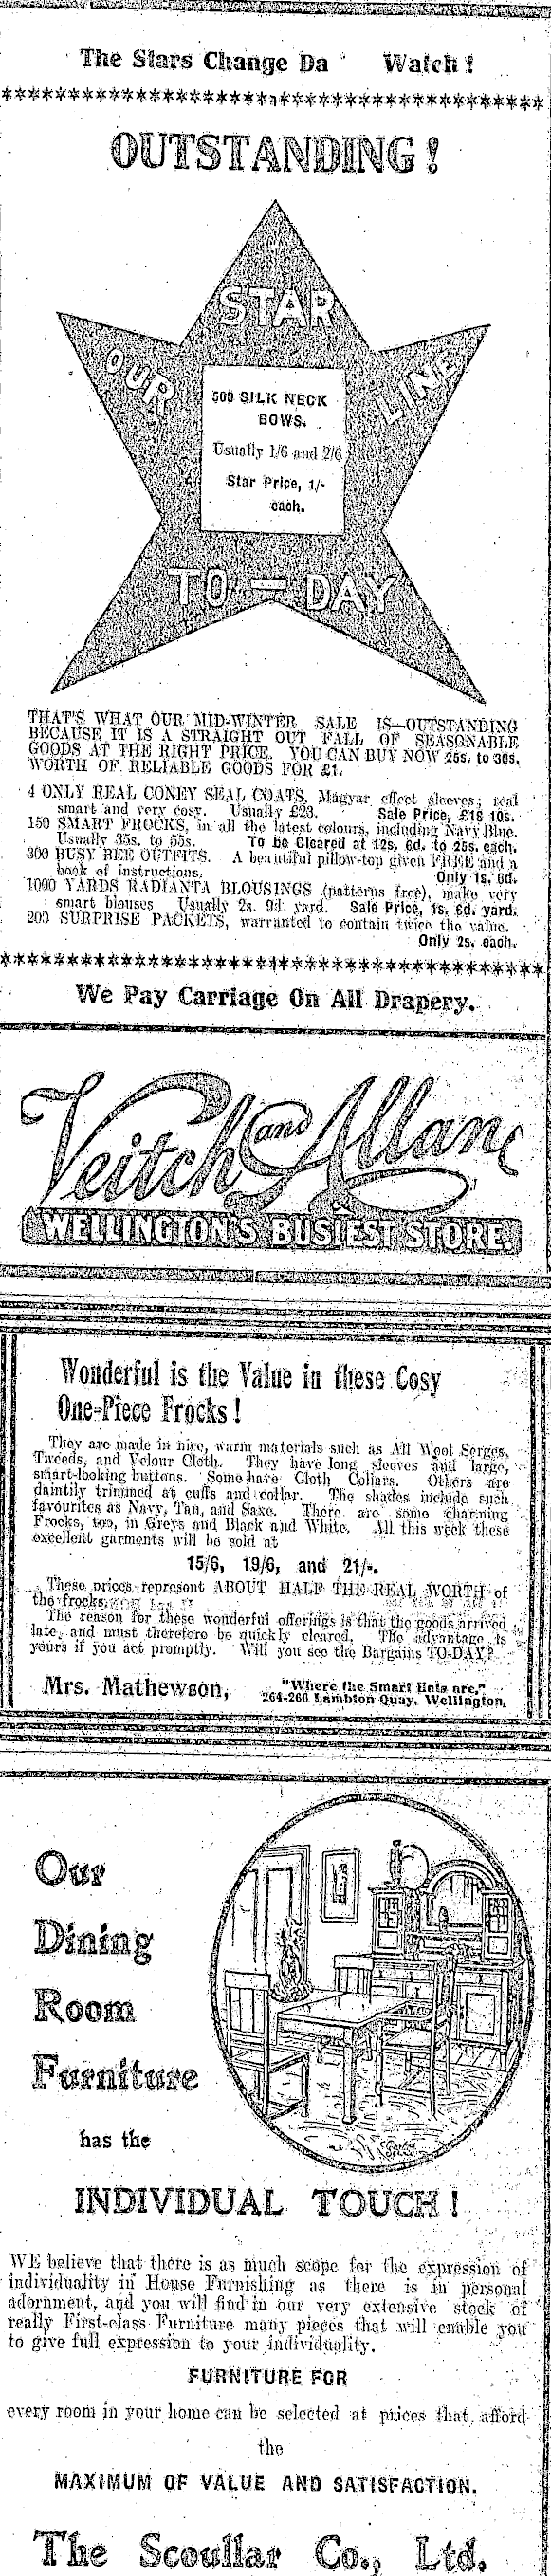 The Stars Change Da Watch !
OUTSTANDING !
STAR
OUR
LINE
500 SILK NECK
BOWS.
Usually 1/6 and 2/6
Star Price, 1/-
each.
TO — DAY
THAT'S WHAT OUR MID-WINTER SALE IS—OUTSTANDING
BECAUSE IT IS A STRAIGHT OUT FALL OF SEASONABLE
GOODS AT THE RIGHT PRICE. YOU CAN BUY NOW 25s. to 30s.
WORTH OF RELIABLE GOODS FOR £1.
4 ONLY REAL CONEY SEAL COATS, Magyar effect sleeves; real
smart and very cosy. Usually £23. Sale Price, £18 10s.
150 SMART FROCKS, in all the latest colours, including Navy Blue.
Usually 35s. to 55s. To be Cleared at 12s. 6d. to 25s. each.
300 BUSY BEE OUTFITS. A beautiful pillow-top given FREE and a
book of instructions. Only 1s. 6d.
1000 YARDS RADIANTA BLOUSINGS (patterns free), make very
smart blouses Usually 2s. 9d. yard. Sale Price, 1s. 6d. yard.
203 SURPRISE PACKETS, warranted to contain twice the value.
Only 2s. each.
We Pay Carriage On All Drapery.
Veitch and Allan
WELLINGTON'S BUSIEST STORE.
Wonderful is the Value in these Cosy
One-Piece Frocks !
They are made in nice, warm materials such as All Wool Serges,
Tweeds, and Velour Cloth. They have long sleeves and large,
smart-looking buttons. Some have Cloth Collars. Others are
daintily trimmed at cuffs and collar. The shades include such
favourites as Navy, Tan, and Saxe. There are some charming
Frocks, too, in Greys and Black and White. All this week these
excellent garments will be sold at
15/6, 19/6, and 21/-.
These prices represent ABOUT HALF THE REAL WORTH of
the frocks.
The reason for these wonderful offerings is that the goods arrived
late, and must therefore be quickly cleared. The advantage is
yours if you act promptly. Will you see the Bargains TO-DAY?
Mrs. Mathewson, "Where the Smart Hats are,"
264-266 Lambton Quay, Wellington.
Our
Dining
Room
Furniture
has the
INDIVIDUAL TOUCH !
WE believe that there is as much scope for the expression of
individuality in House Furnishing as there is in personal
adornment, and you will find in our very extensive stock of
really First-class Furniture many pieces that will enable you
to give full expression to your individuality.
FURNITURE FOR
every room in your home can be selected at prices that afford
the
MAXIMUM OF VALUE AND SATISFACTION.
The Scoullar Co., Ltd.